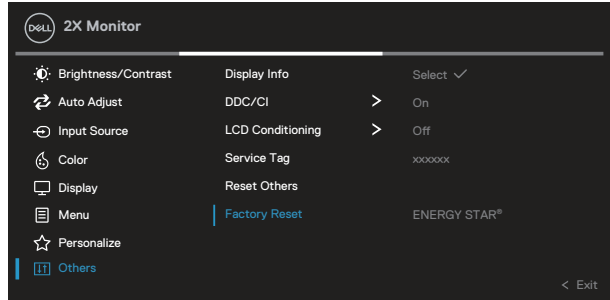 DELL 2X Monitor
Brightness/Contrast Display Info Select ✓
Auto Adjust DDC/CI > On
Input Source LCD Conditioning > Off
Color Service Tag xxxxxx
Display Reset Others
Menu Factory Reset ENERGY STAR®
Personalize
Others
< Exit